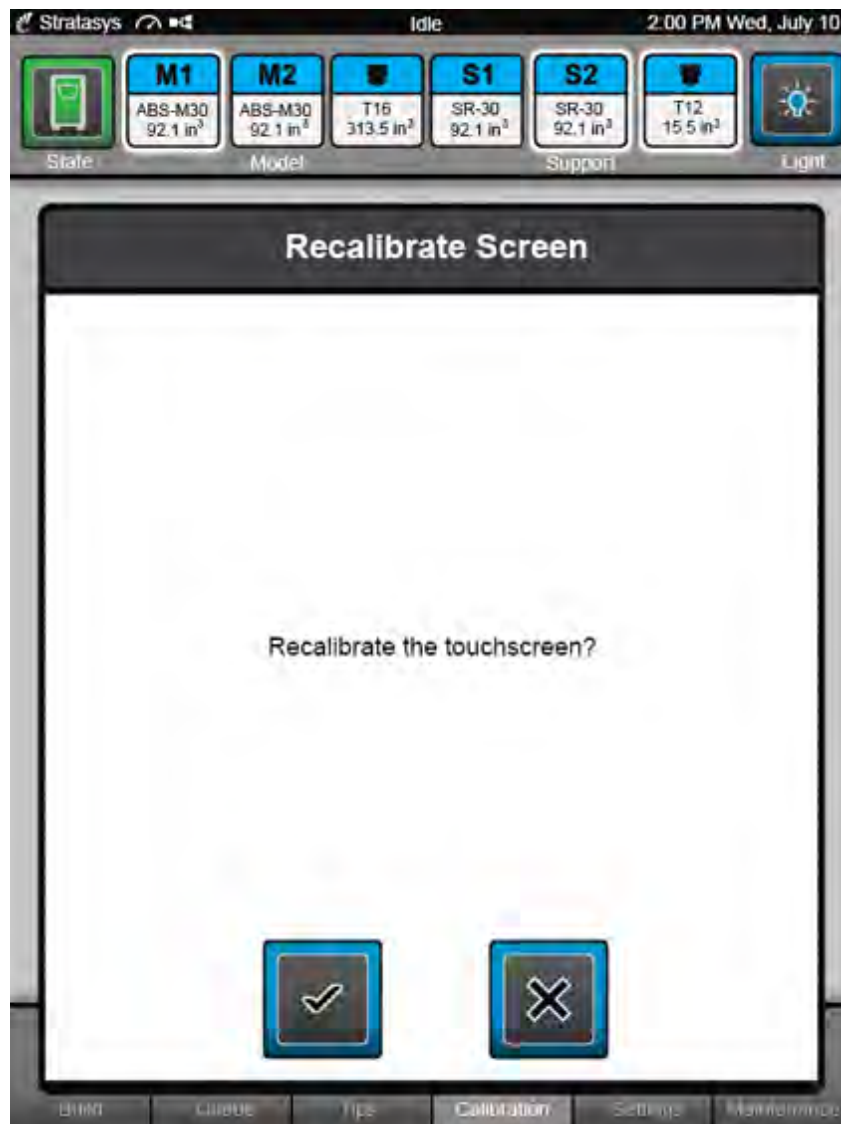 Stratasys Idle 2:00 PM Wed, July 10
M1 M2 S1 S2
ABS-M30 ABS-M30 T16 SR-30 SR-30 T12
92.1 in³ 92.1 in³ 313.5 in³ 92.1 in³ 92.1 in³ 15.5 in³
State Model Support Light
Recalibrate Screen
Recalibrate the touchscreen?
Build Queue Tips Calibration Settings Maintenance